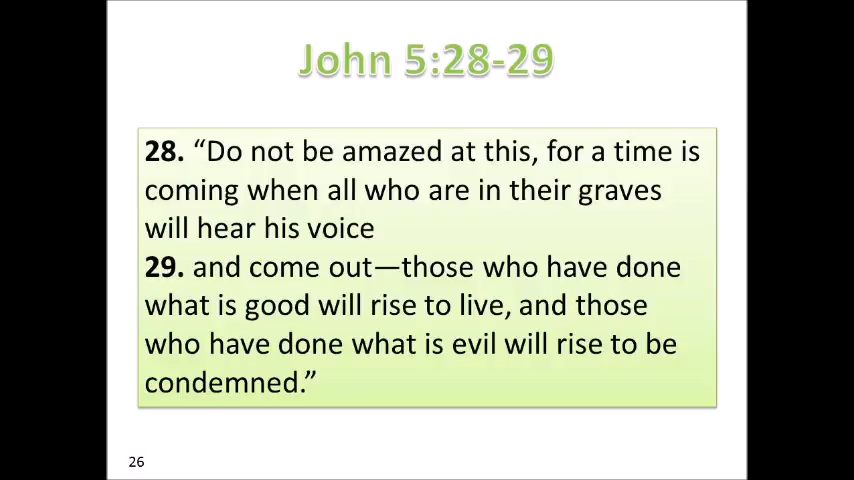 John 5:28-29
28. “Do not be amazed at this, for a time is
coming when all who are in their graves
will hear his voice
29. and come out—those who have done
what is good will rise to live, and those
who have done what is evil will rise to be
condemned.”
26